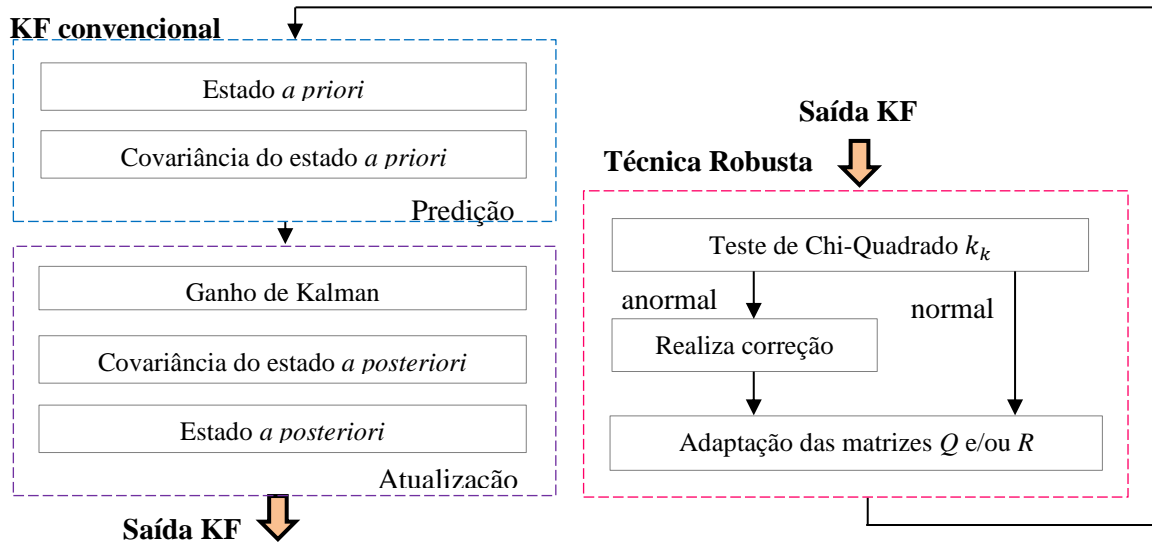 KF convencional
Estado a priori
Covariância do estado a priori
Predição
Ganho de Kalman
Covariância do estado a posteriori
Estado a posteriori
Atualização
Saída KF
Saída KF
Técnica Robusta
Teste de Chi-Quadrado k_k
anormal
normal
Realiza correção
Adaptação das matrizes Q e/ou R